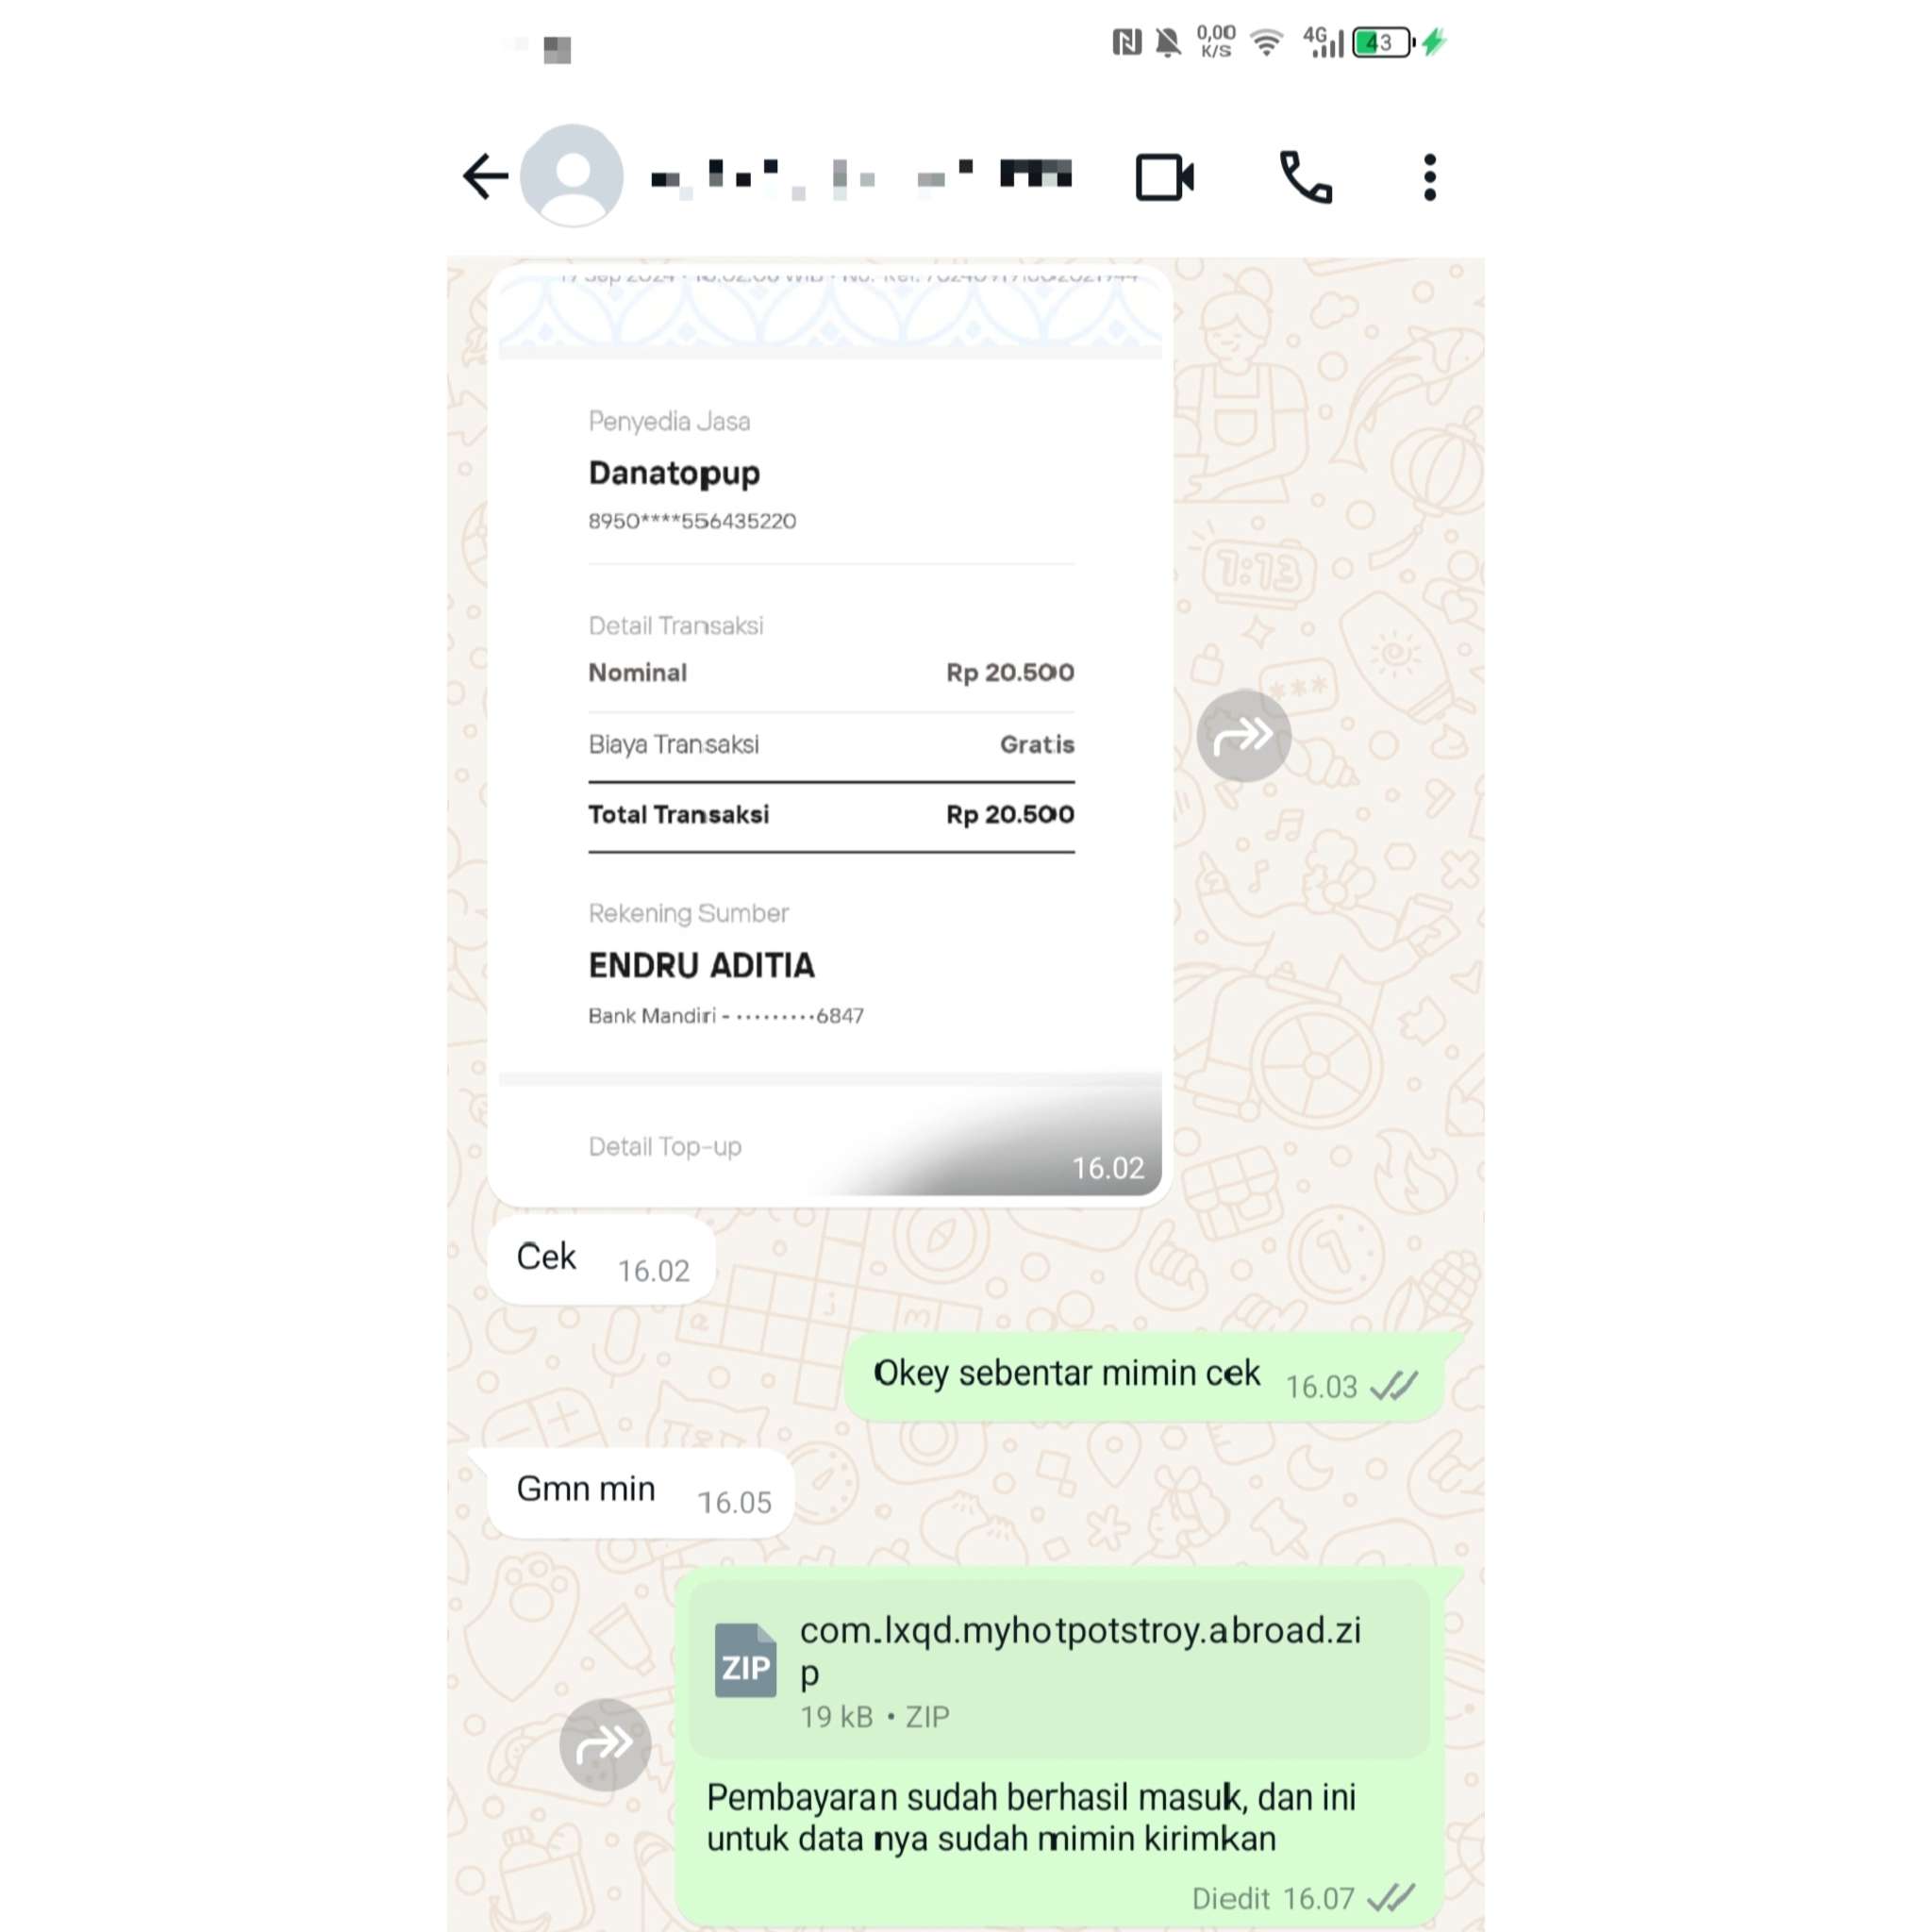 0,00
K/S
4G
43
Penyedia Jasa
Danatopup
8950****556435220
Detail Transaksi
Nominal Rp 20.500
Biaya Transaksi Gratis
Total Transaksi Rp 20.500
Rekening Sumber
ENDRU ADITIA
Bank Mandiri - ·········6847
Detail Top-up
16.02
Cek 16.02
Okey sebentar mimin cek 16.03
Gmn min 16.05
ZIP
com.lxqd.myhotpotstroy.abroad.zi
p
19 kB • ZIP
Pembayaran sudah berhasil masuk, dan ini
untuk data nya sudah mimin kirimkan
Diedit 16.07